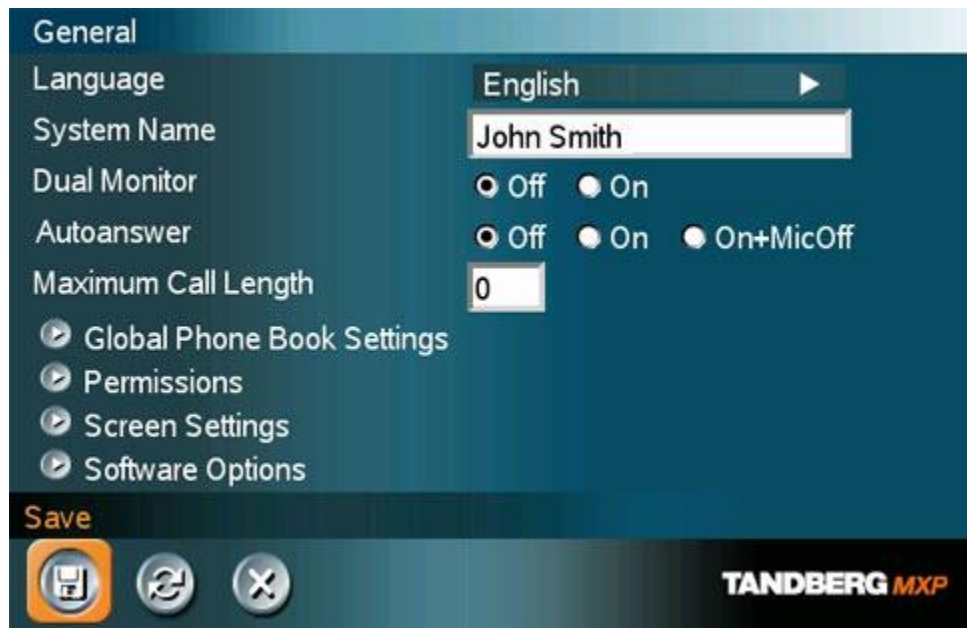 General
Language English
System Name John Smith
Dual Monitor Off On
Autoanswer Off On On+MicOff
Maximum Call Length 0
Global Phone Book Settings
Permissions
Screen Settings
Software Options
Save
TANDBERG MXP